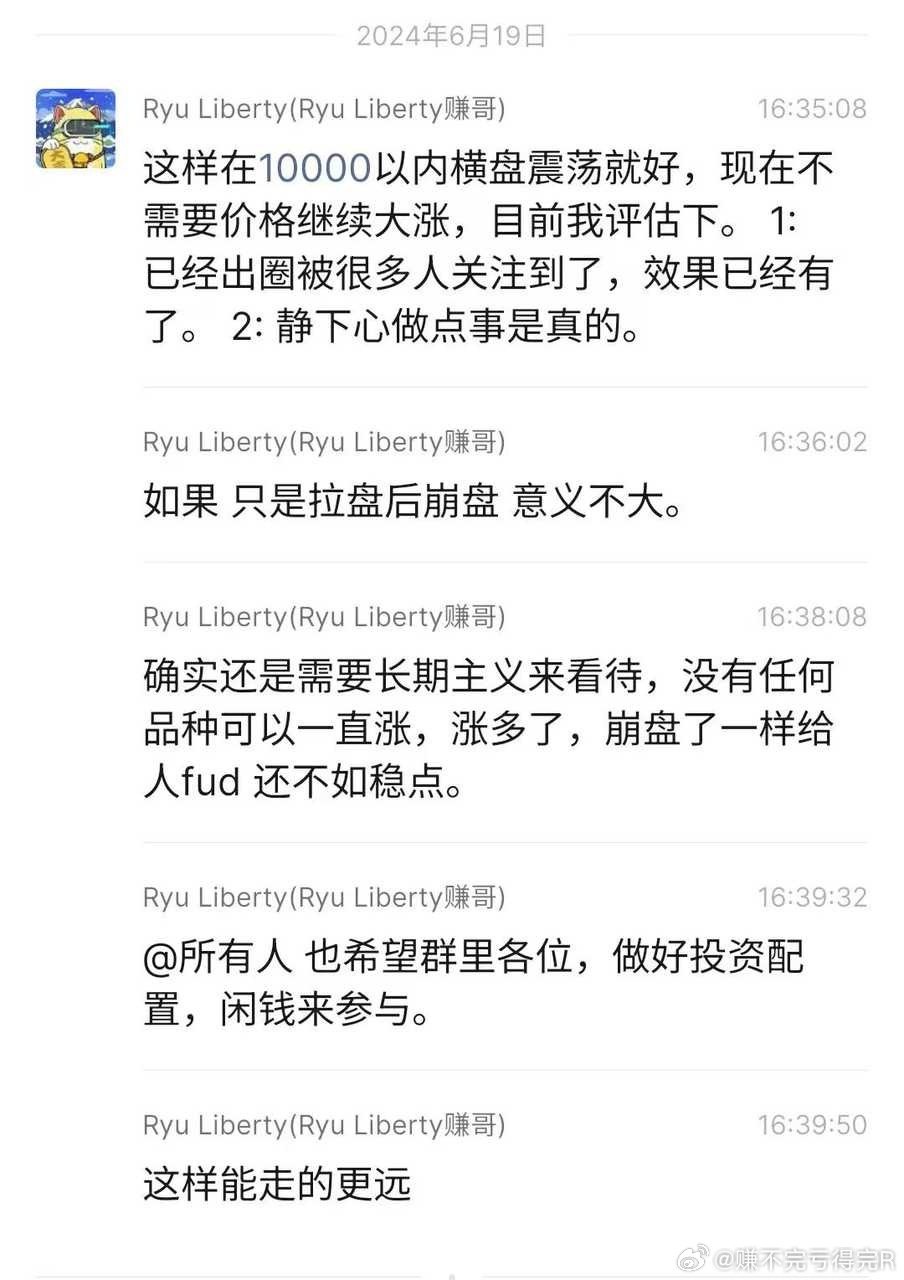 2024年6月19日
Ryu Liberty(Ryu Liberty赚哥) 16:35:08
这样在10000以内横盘震荡就好，现在不
需要价格继续大涨，目前我评估下。 1:
已经出圈被很多人关注到了，效果已经有
了。 2: 静下心做点事是真的。
Ryu Liberty(Ryu Liberty赚哥) 16:36:02
如果 只是拉盘后崩盘 意义不大。
Ryu Liberty(Ryu Liberty赚哥) 16:38:08
确实还是需要长期主义来看待，没有任何
品种可以一直涨，涨多了，崩盘了一样给
人fud 还不如稳点。
Ryu Liberty(Ryu Liberty赚哥) 16:39:32
@所有人 也希望群里各位，做好投资配
置，闲钱来参与。
Ryu Liberty(Ryu Liberty赚哥) 16:39:50
这样能走的更远
@赚不完亏得完R